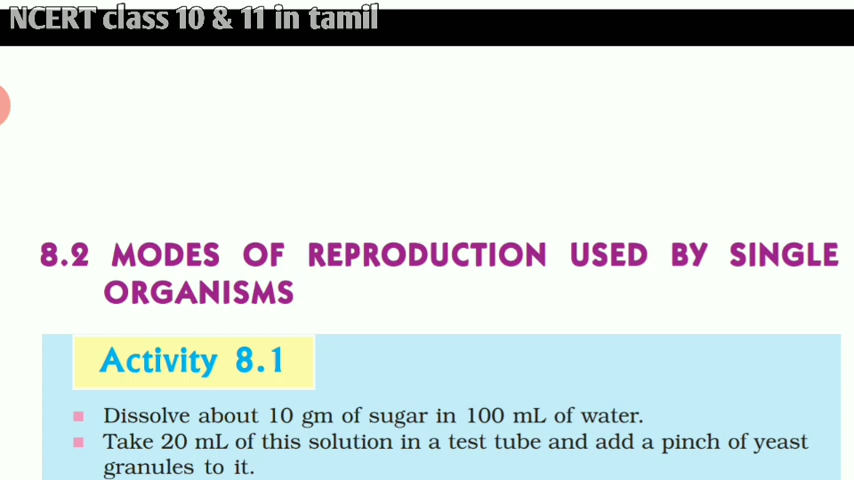 NCERT class 10 & 11 in tamil
8.2 MODES OF REPRODUCTION USED BY SINGLE
ORGANISMS
Activity 8.1
Dissolve about 10 gm of sugar in 100 mL of water.
Take 20 mL of this solution in a test tube and add a pinch of yeast
granules to it.